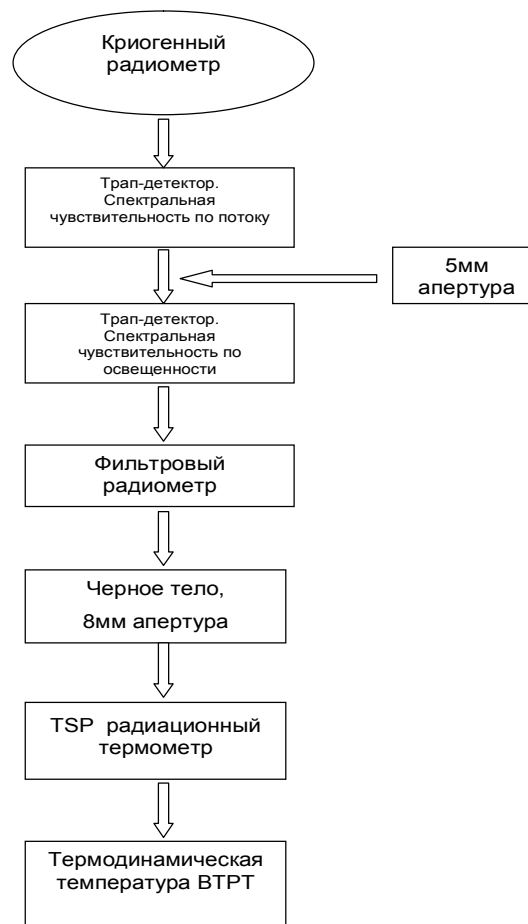 Криогенный
радиометр
Трап-детектор.
Спектральная
чувствительность по потоку
5мм
апертура
Трап-детектор.
Спектральная
чувствительность по
освещенности
Фильтровый
радиометр
Черное тело,
8мм апертура
TSP радиационный
термометр
Термодинамическая
температура ВТРТ